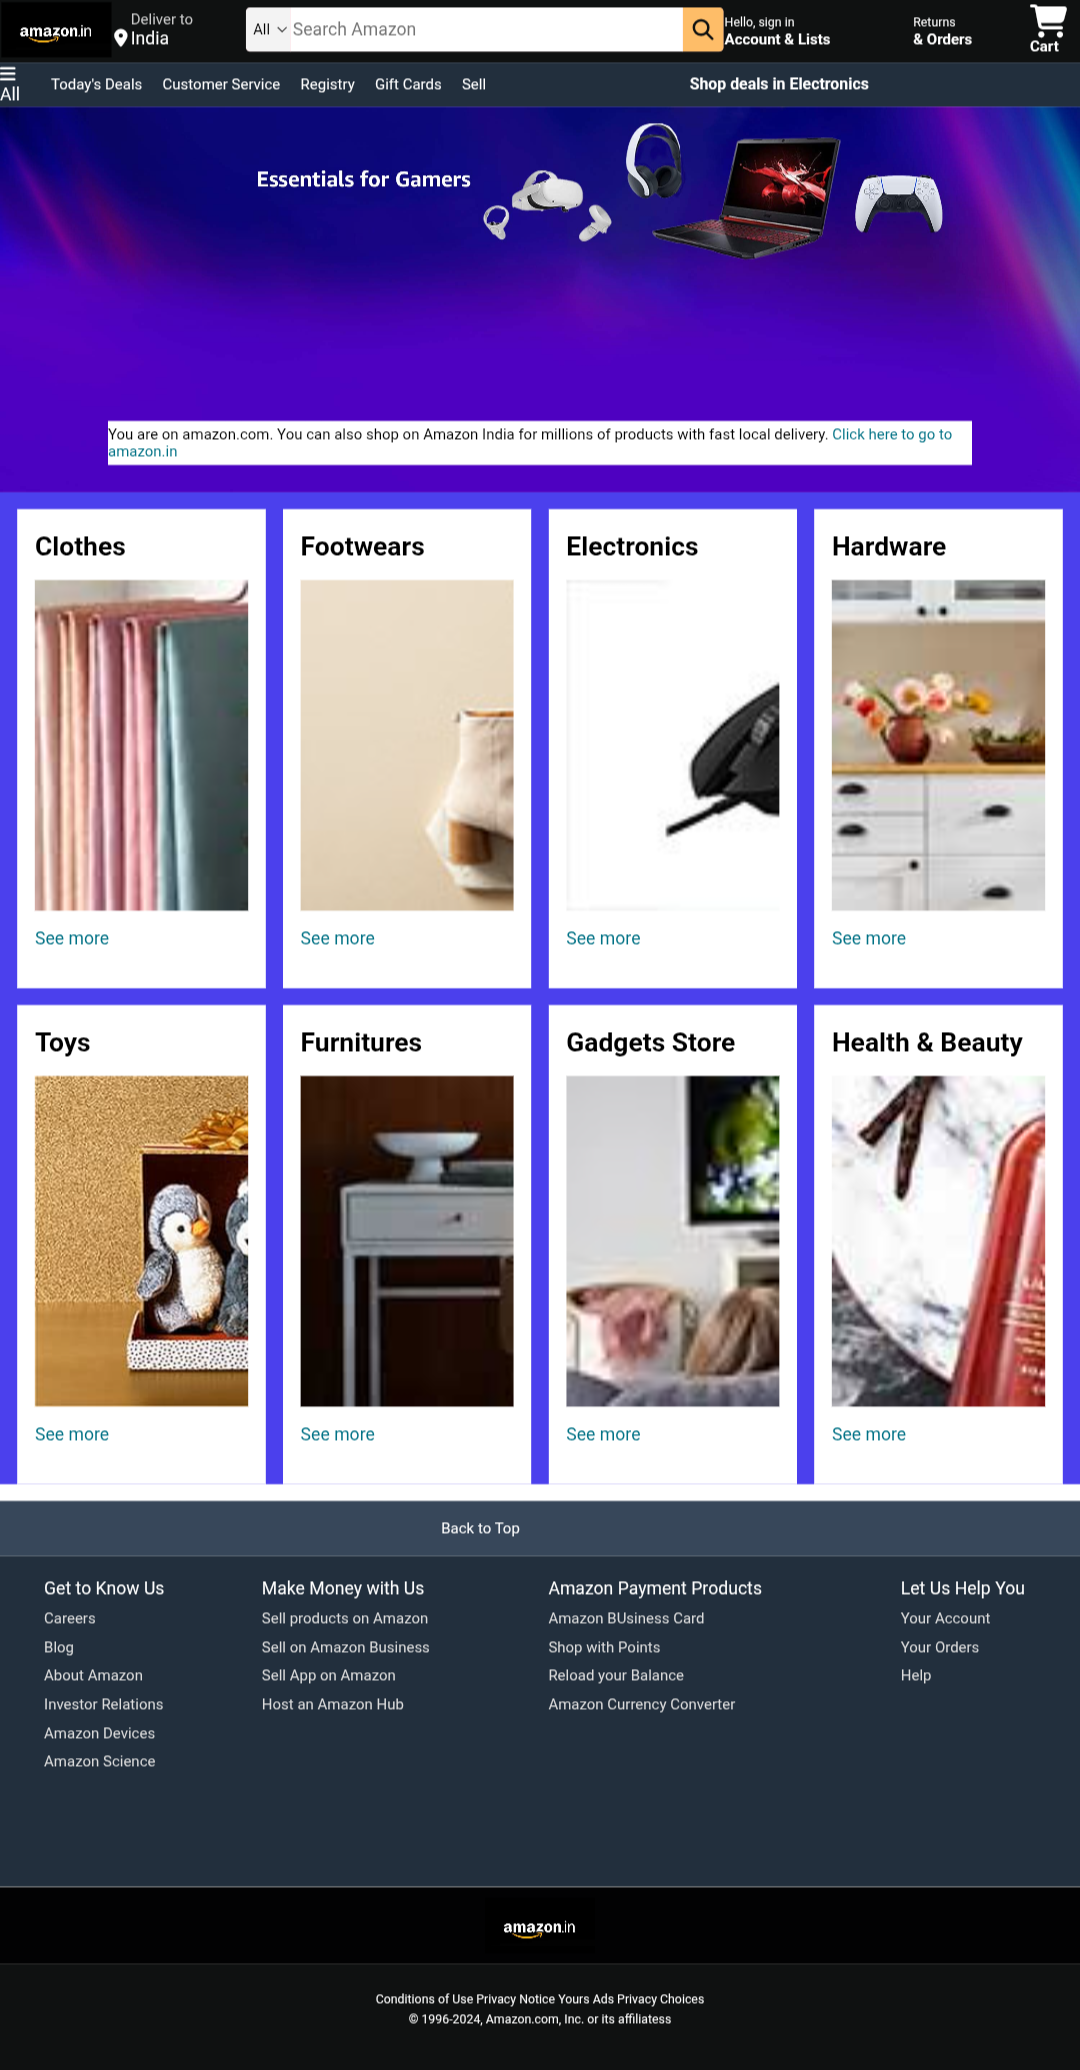 amazon.in
Deliver to
India
All
Search Amazon
Hello, sign in
Account & Lists
Returns
& Orders
Cart
All
Today's Deals
Customer Service
Registry
Gift Cards
Sell
Shop deals in Electronics
Essentials for Gamers
You are on amazon.com. You can also shop on Amazon India for millions of products with fast local delivery. Click here to go to
amazon.in
Clothes
Footwears
Electronics
Hardware
See more
See more
See more
See more
Toys
Furnitures
Gadgets Store
Health & Beauty
See more
See more
See more
See more
Back to Top
Get to Know Us
Careers
Blog
About Amazon
Investor Relations
Amazon Devices
Amazon Science
Make Money with Us
Sell products on Amazon
Sell on Amazon Business
Sell App on Amazon
Host an Amazon Hub
Amazon Payment Products
Amazon BUsiness Card
Shop with Points
Reload your Balance
Amazon Currency Converter
Let Us Help You
Your Account
Your Orders
Help
amazon.in
Conditions of Use Privacy Notice Yours Ads Privacy Choices
© 1996-2024, Amazon.com, Inc. or its affiliatess